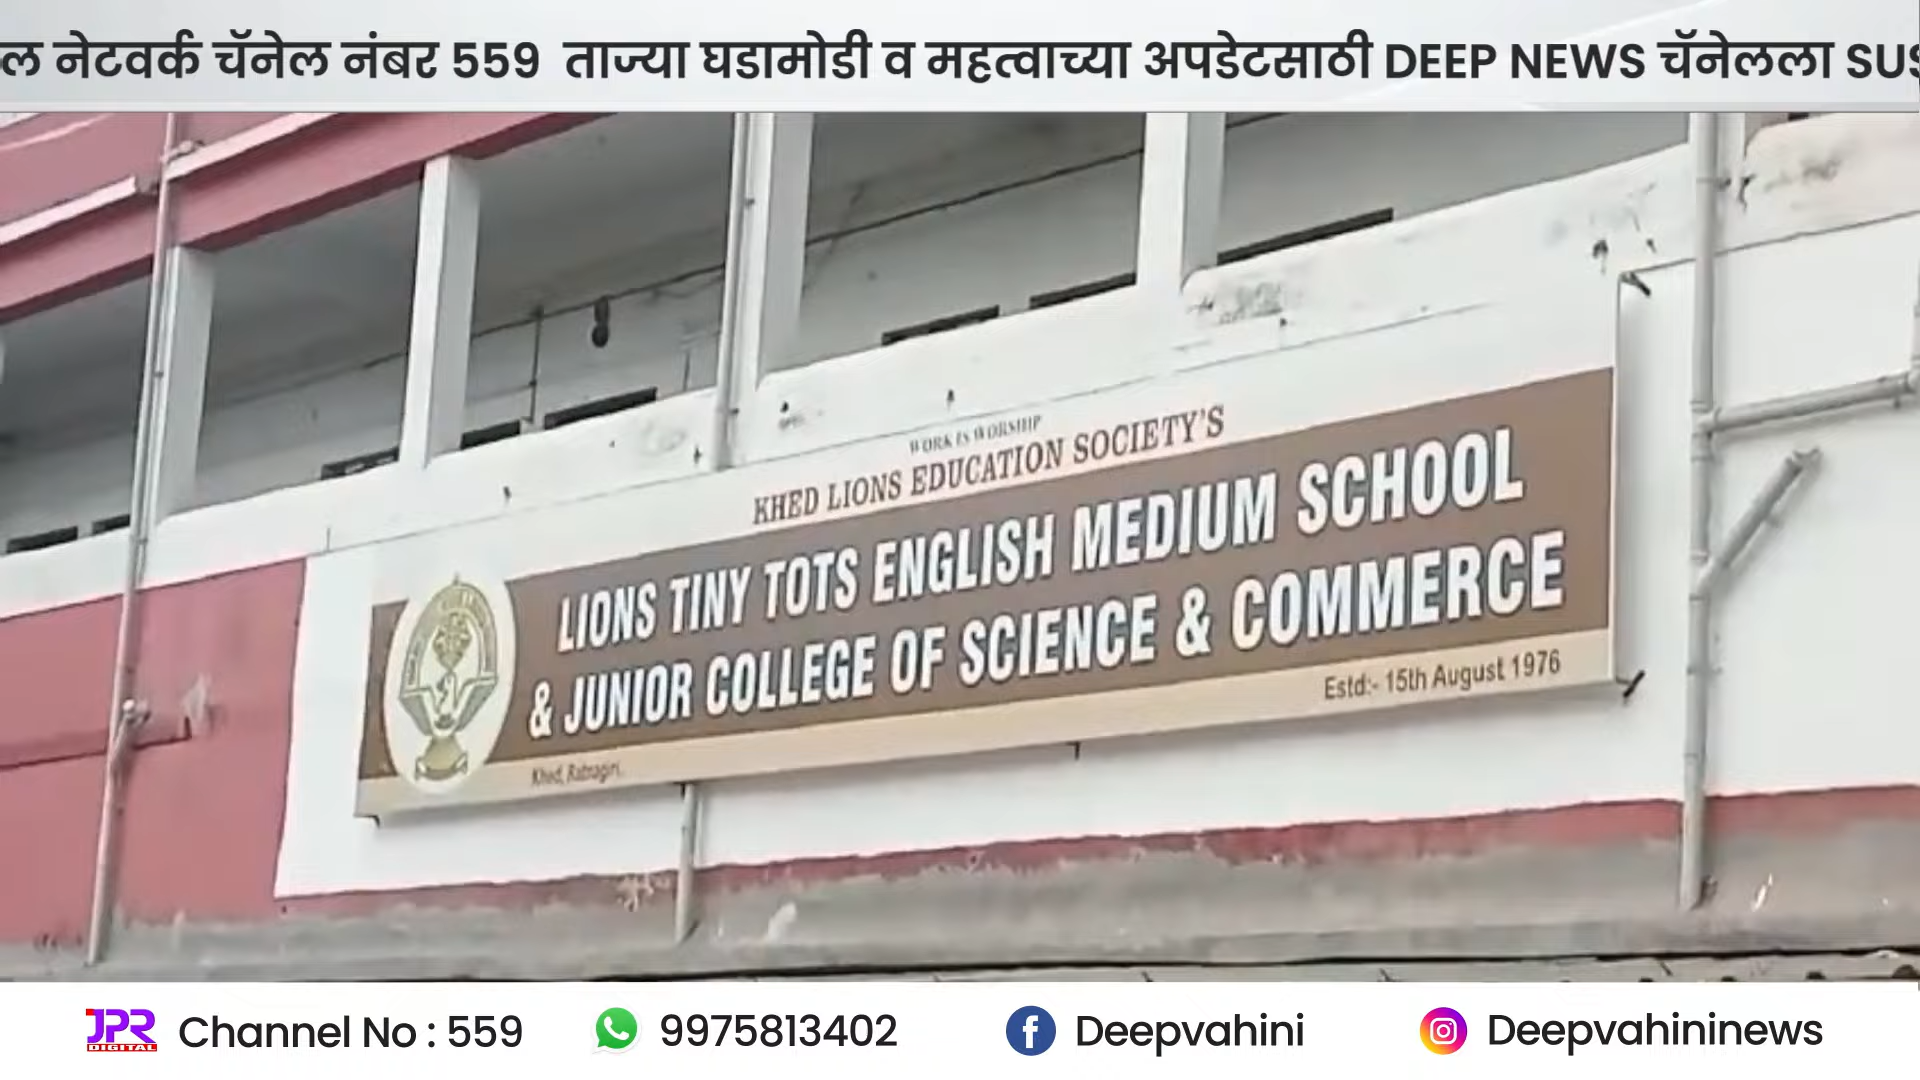 नेटवर्क चॅनेल नंबर 559 ताज्या घडामोडी व महत्वाच्या अपडेटसाठी DEEP NEWS चॅनेलला
WORK IS WORSHIP
KHED LIONS EDUCATION SOCIETY'S
LIONS TINY TOTS ENGLISH MEDIUM SCHOOL
& JUNIOR COLLEGE OF SCIENCE & COMMERCE
Estd:- 15th August 1976
Khed, Ratnagiri.
JPR DIGITAL Channel No : 559 9975813402 Deepvahini Deepvahininews